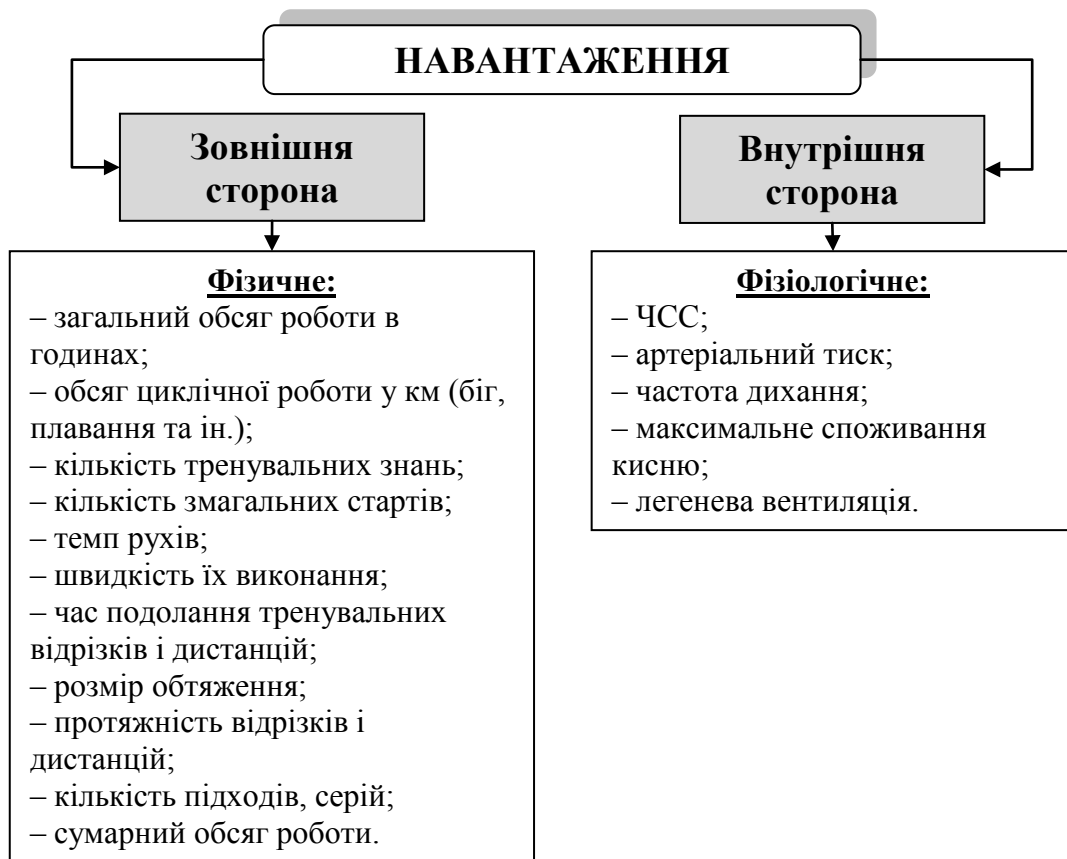 НАВАНТАЖЕННЯ
Зовнішня
сторона
Внутрішня
сторона
Фізичне:
– загальний обсяг роботи в
годинах;
– обсяг циклічної роботи у км (біг,
плавання та ін.);
– кількість тренувальних знань;
– кількість змагальних стартів;
– темп рухів;
– швидкість їх виконання;
– час подолання тренувальних
відрізків і дистанцій;
– розмір обтяження;
– протяжність відрізків і
дистанцій;
– кількість підходів, серій;
– сумарний обсяг роботи.
Фізіологічне:
– ЧСС;
– артеріальний тиск;
– частота дихання;
– максимальне споживання
кисню;
– легенева вентиляція.